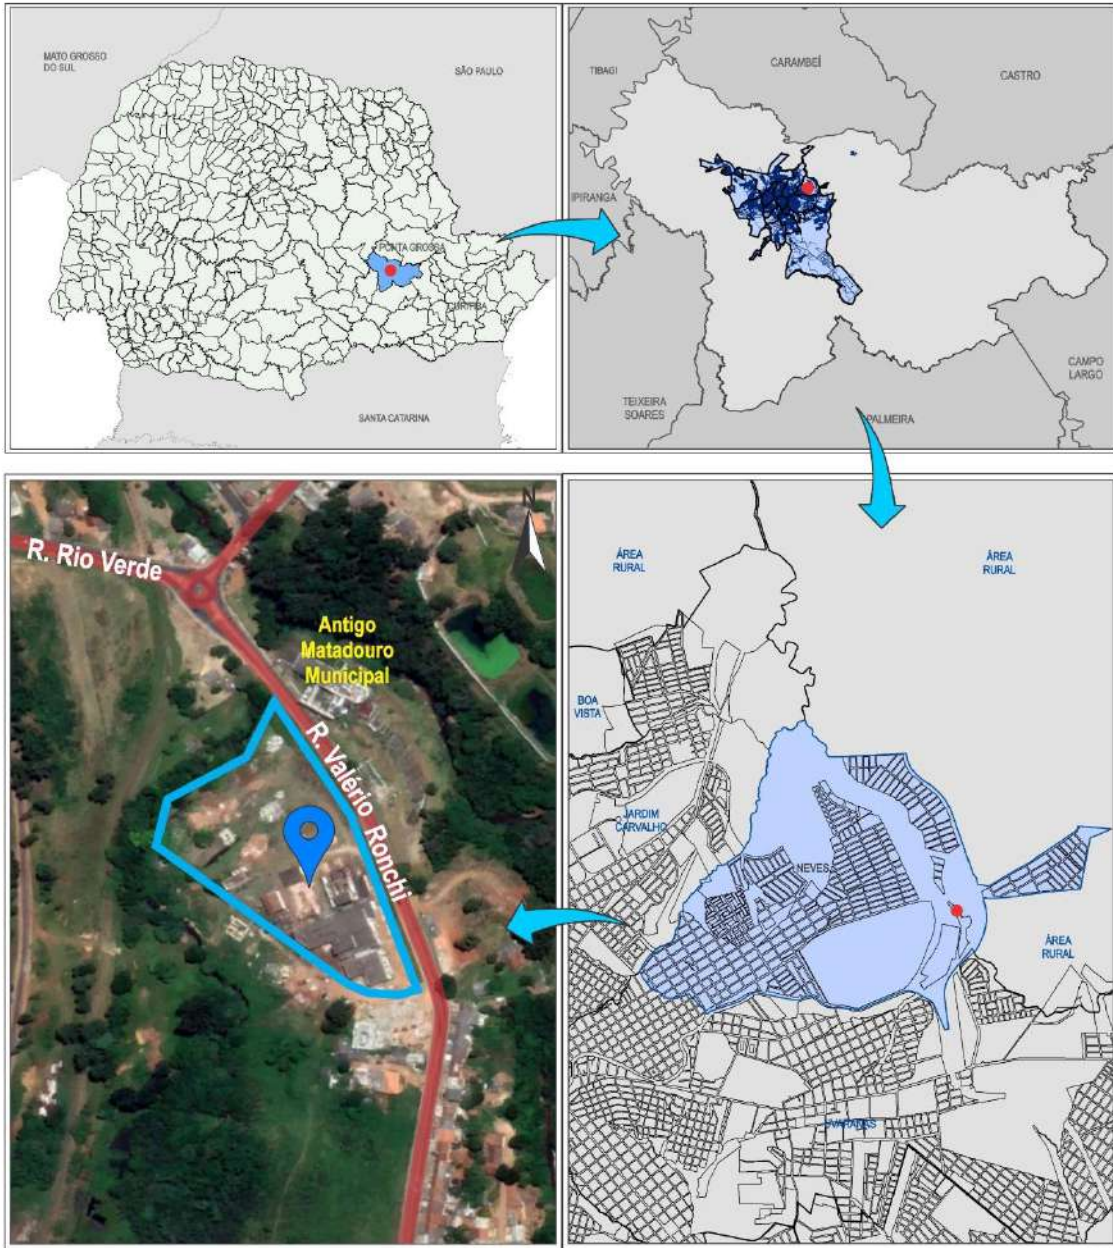 MATO GROSSO
DO SUL
SÃO PAULO
PONTA GROSSA
CURITIBA
SANTA CATARINA
TIBAGI
CARAMBEÍ
CASTRO
IPIRANGA
CAMPO
LARGO
TEIXEIRA
SOARES
PALMEIRA
N
R. Rio Verde
Antigo
Matadouro
Municipal
R. Valério Ronchi
ÁREA
RURAL
ÁREA
RURAL
BOA
VISTA
JARDIM
CARVALHO
NEVES
ÁREA
RURAL
UVARANAS